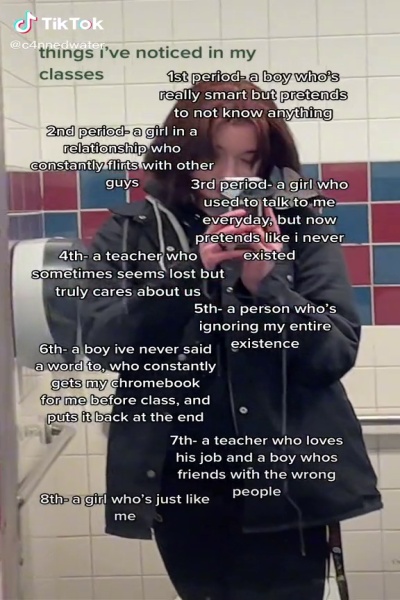 TikTok
@c4nnedwater
things i've noticed in my
classes
1st period- a boy who's
really smart but pretends
to not know anything
2nd period- a girl in a
relationship who
constantly flirts with other
guys
3rd period- a girl who
used to talk to me
everyday, but now
pretends like i never
existed
4th- a teacher who
sometimes seems lost but
truly cares about us
5th- a person who's
ignoring my entire
existence
6th- a boy ive never said
a word to, who constantly
gets my chromebook
for me before class, and
puts it back at the end
7th- a teacher who loves
his job and a boy whos
friends with the wrong
people
8th- a girl who's just like
me